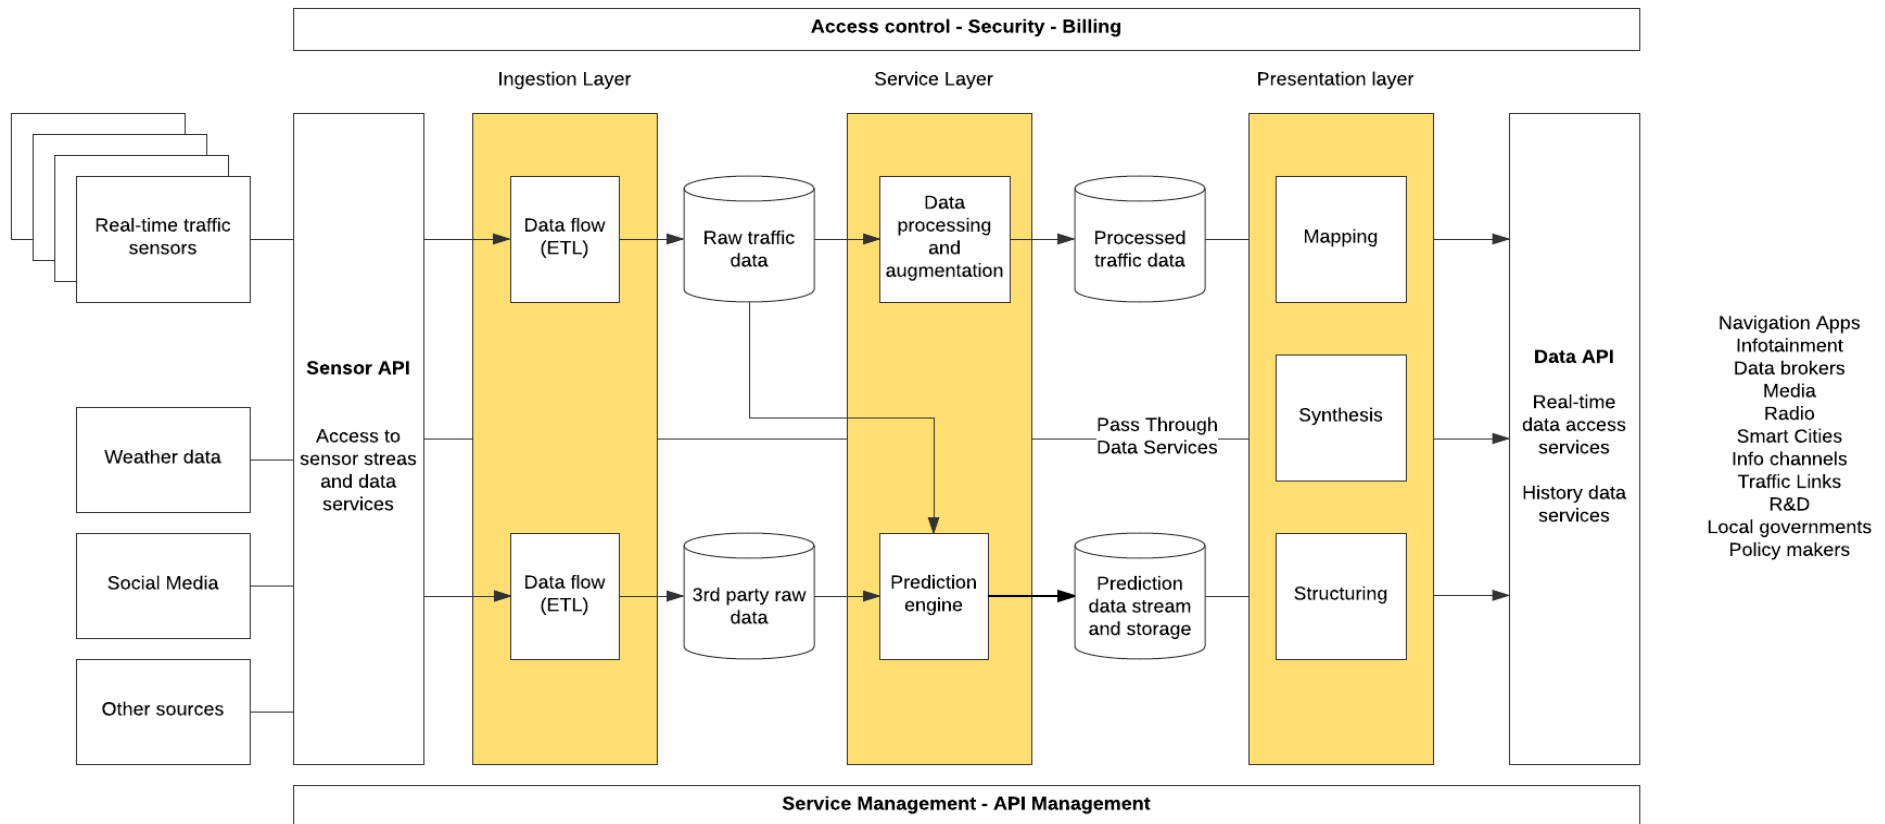 Access control - Security - Billing
Ingestion Layer
Service Layer
Presentation layer
Real-time traffic
sensors
Weather data
Social Media
Other sources
Sensor API
Access to
sensor streas
and data
services
Data flow
(ETL)
Raw traffic
data
Data
processing
and
augmentation
Processed
traffic data
Mapping
Pass Through
Data Services
Synthesis
Data flow
(ETL)
3rd party raw
data
Prediction
engine
Prediction
data stream
and storage
Structuring
Data API
Real-time
data access
services
History data
services
Navigation Apps
Infotainment
Data brokers
Media
Radio
Smart Cities
Info channels
Traffic Links
R&D
Local governments
Policy makers
Service Management - API Management